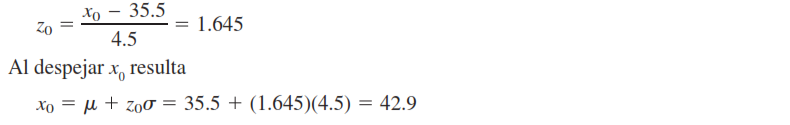 z₀ = (x₀ − 35.5) / 4.5 = 1.645
Al despejar x₀ resulta
x₀ = μ + z₀σ = 35.5 + (1.645)(4.5) = 42.9